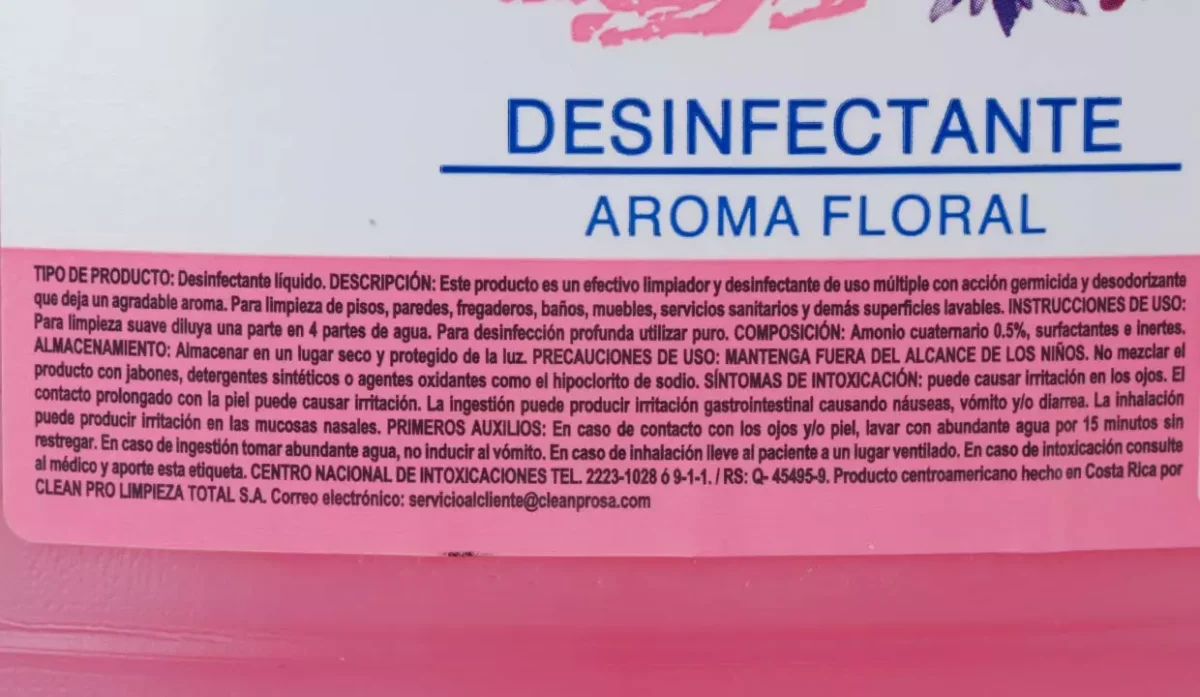 DESINFECTANTE
AROMA FLORAL
TIPO DE PRODUCTO: Desinfectante líquido. DESCRIPCIÓN: Este producto es un efectivo limpiador y desinfectante de uso múltiple con acción germicida y desodorizante
que deja un agradable aroma. Para limpieza de pisos, paredes, fregaderos, baños, muebles, servicios sanitarios y demás superficies lavables. INSTRUCCIONES DE USO:
Para limpieza suave diluya una parte en 4 partes de agua. Para desinfección profunda utilizar puro. COMPOSICIÓN: Amonio cuaternario 0.5%, surfactantes e inertes.
ALMACENAMIENTO: Almacenar en un lugar seco y protegido de la luz. PRECAUCIONES DE USO: MANTENGA FUERA DEL ALCANCE DE LOS NIÑOS. No mezclar el
producto con jabones, detergentes sintéticos o agentes oxidantes como el hipoclorito de sodio. SÍNTOMAS DE INTOXICACIÓN: puede causar irritación en los ojos. El
contacto prolongado con la piel puede causar irritación. La ingestión puede producir irritación gastrointestinal causando náuseas, vómito y/o diarrea. La inhalación
puede producir irritación en las mucosas nasales. PRIMEROS AUXILIOS: En caso de contacto con los ojos y/o piel, lavar con abundante agua por 15 minutos sin
restregar. En caso de ingestión tomar abundante agua, no inducir al vómito. En caso de inhalación lleve al paciente a un lugar ventilado. En caso de intoxicación consulte
al médico y aporte esta etiqueta. CENTRO NACIONAL DE INTOXICACIONES TEL. 2223-1028 ó 9-1-1. / RS: Q- 45495-9. Producto centroamericano hecho en Costa Rica por
CLEAN PRO LIMPIEZA TOTAL S.A. Correo electrónico: servicioalcliente@cleanprosa.com